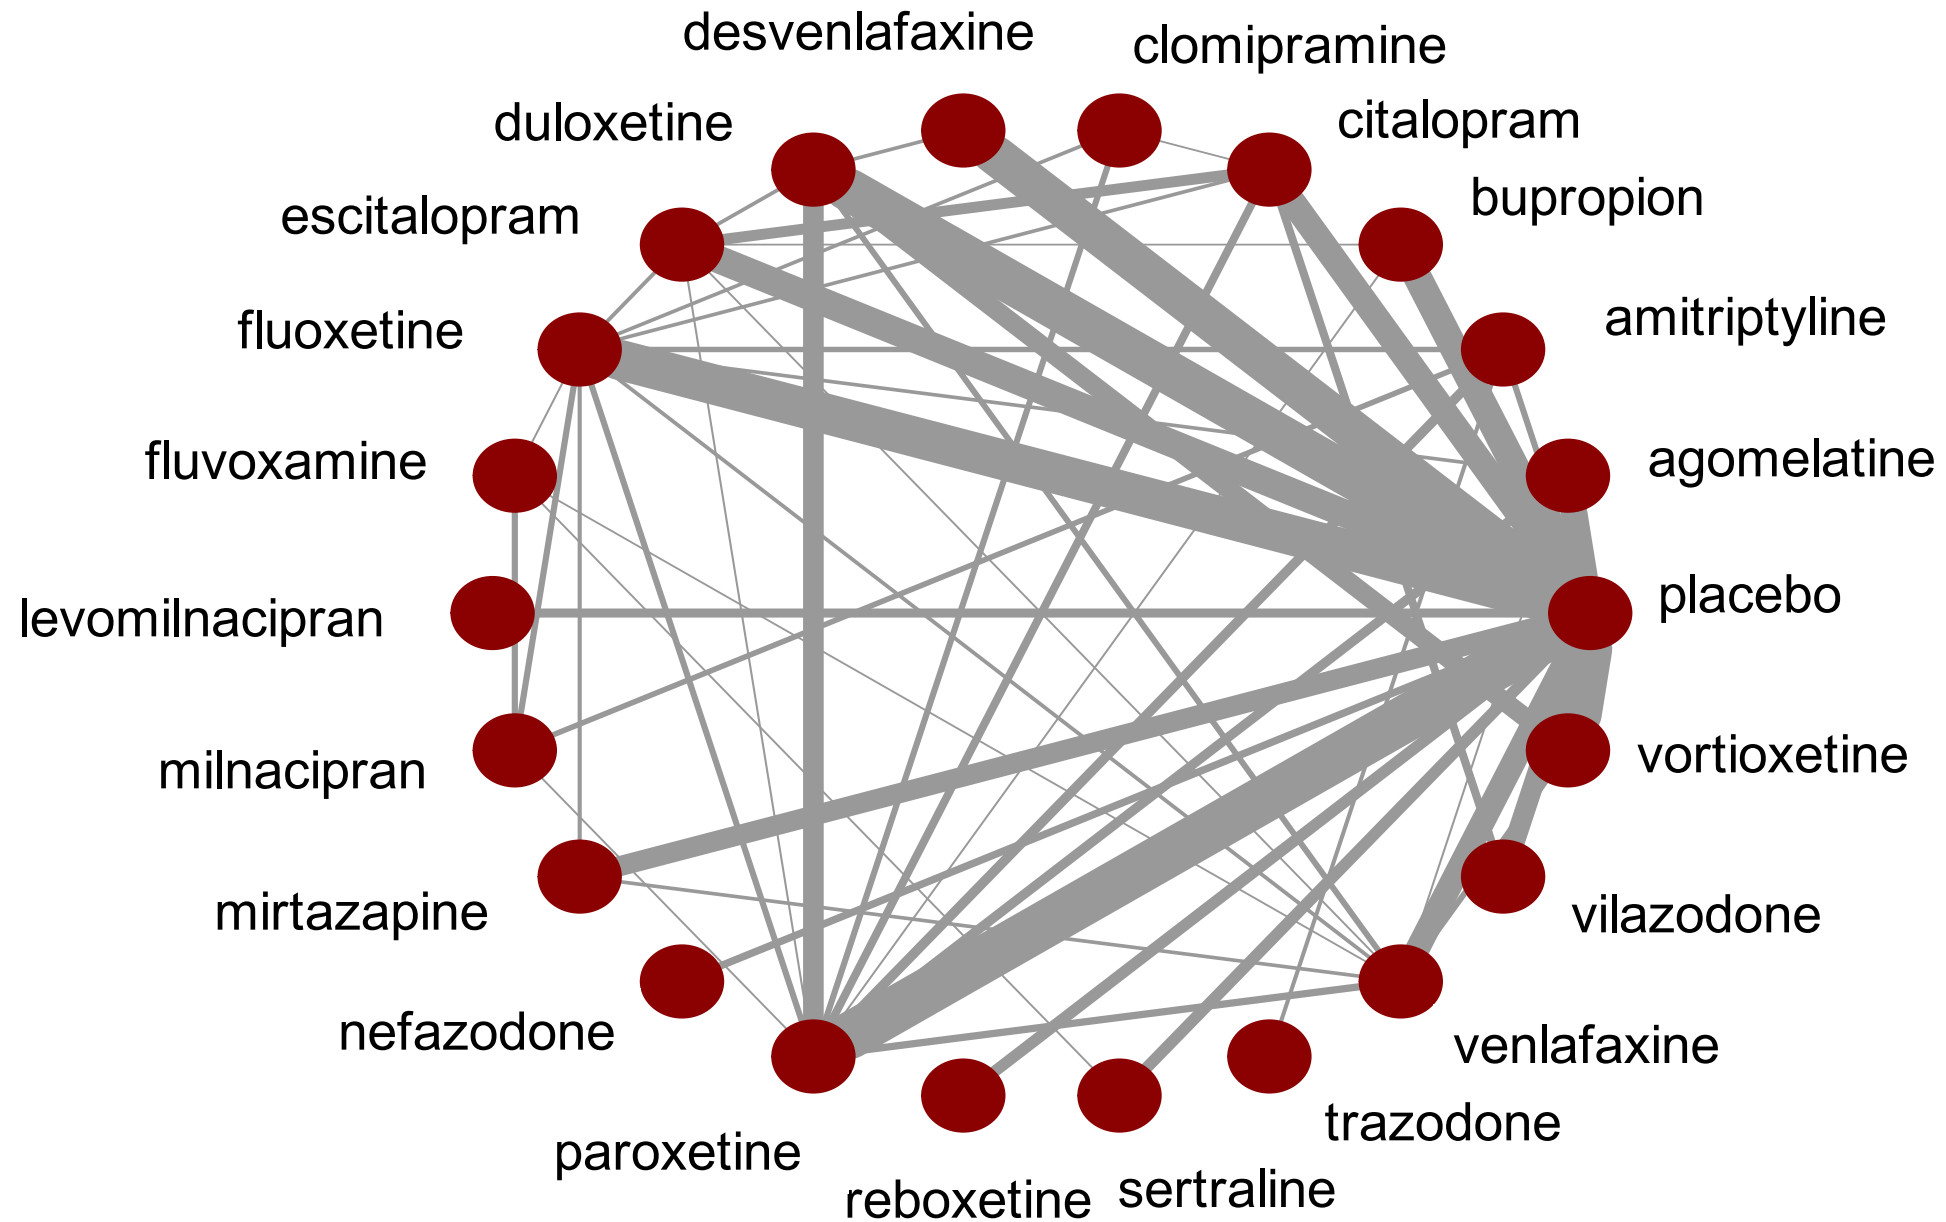 desvenlafaxine
clomipramine
duloxetine
citalopram
escitalopram
bupropion
fluoxetine
amitriptyline
fluvoxamine
agomelatine
levomilnacipran
placebo
milnacipran
vortioxetine
mirtazapine
vilazodone
nefazodone
venlafaxine
paroxetine
trazodone
reboxetine
sertraline